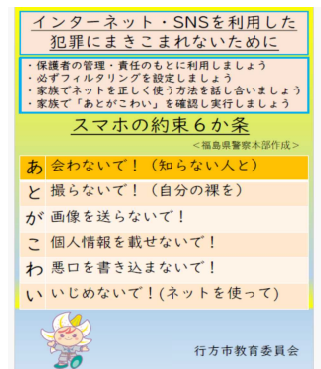 インターネット・SNSを利用した
犯罪にまきこまれないために
・保護者の管理・責任のもとに利用しましょう
・必ずフィルタリングを設定しましょう
・家族でネットを正しく使う方法を話し合いましょう
・家族で「あとがこわい」を確認し実行しましょう
スマホの約束6か条
＜福島県警察本部作成＞
あ 会わないで！（知らない人と）
と 撮らないで！（自分の裸を）
が 画像を送らないで！
こ 個人情報を載せないで！
わ 悪口を書き込まないで！
い いじめないで！(ネットを使って)
行方市教育委員会